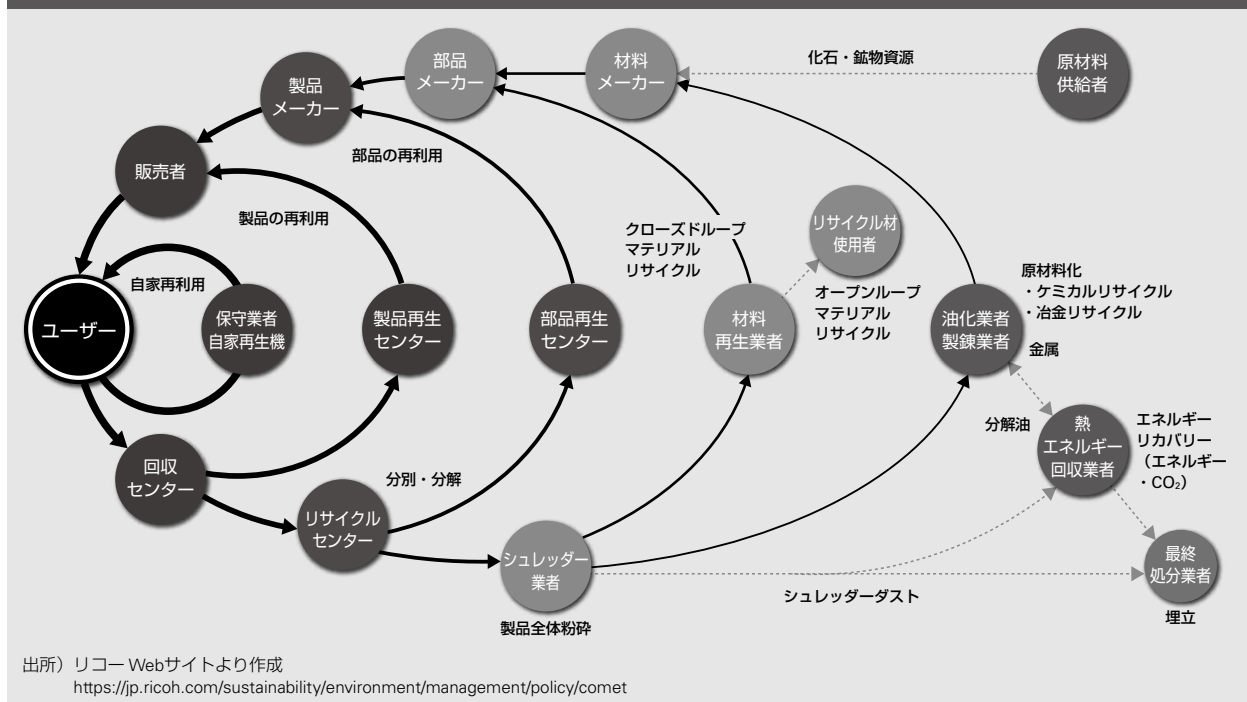 部品
メーカー
材料
メーカー
化石・鉱物資源
原材料
供給者
製品
メーカー
部品の再利用
販売者
製品の再利用
クローズドループ
マテリアル
リサイクル
リサイクル材
使用者
自家再利用
原材料化
・ケミカルリサイクル
・冶金リサイクル
オープンループ
マテリアル
リサイクル
ユーザー
保守業者
自家再生機
製品再生
センター
部品再生
センター
材料
再生業者
油化業者
製錬業者
金属
分解油
熱
エネルギー
回収業者
エネルギー
リカバリー
（エネルギー
・CO₂）
回収
センター
分別・分解
リサイクル
センター
シュレッダー
業者
製品全体粉砕
シュレッダーダスト
最終
処分業者
埋立
出所）リコー Webサイトより作成
https://jp.ricoh.com/sustainability/environment/management/policy/comet